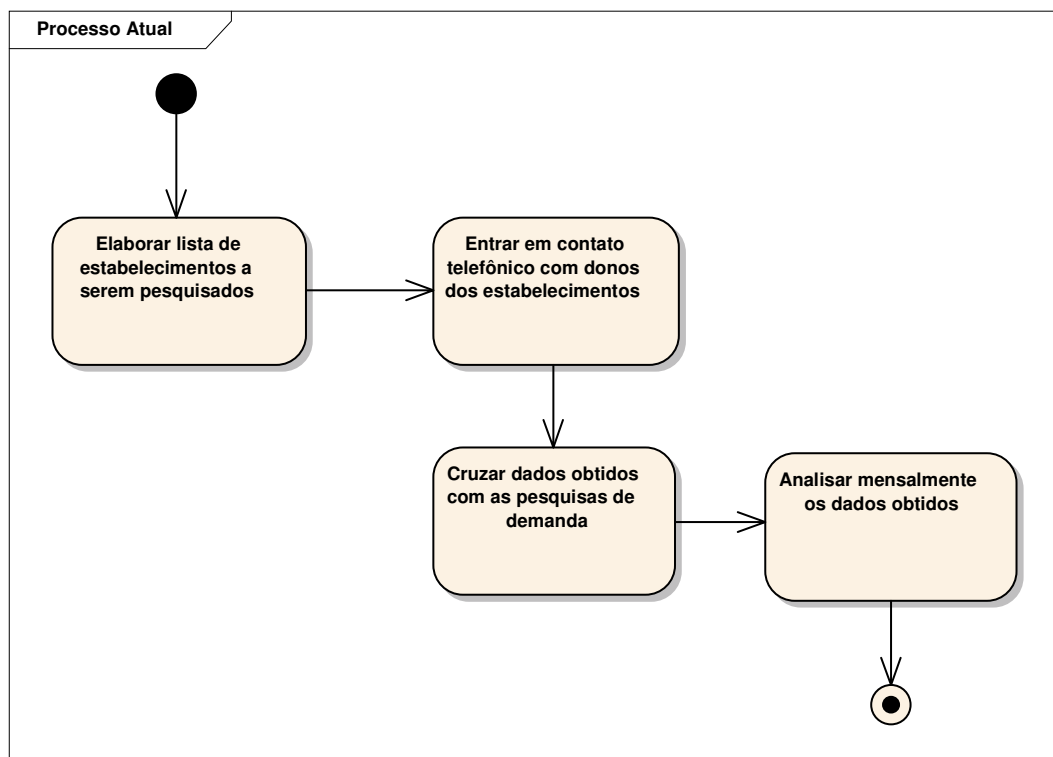 Processo Atual
Elaborar lista de
estabelecimentos a
serem pesquisados
Entrar em contato
telefônico com donos
dos estabelecimentos
Cruzar dados obtidos
com as pesquisas de
demanda
Analisar mensalmente
os dados obtidos